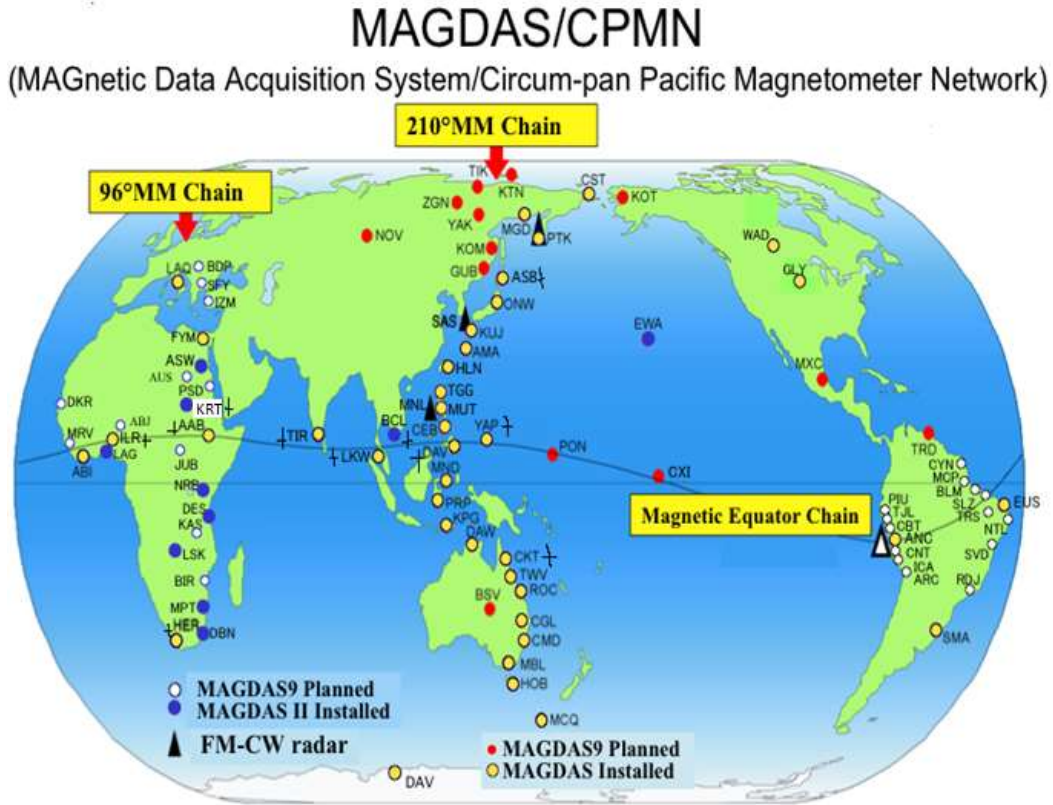 MAGDAS/CPMN
(MAGnetic Data Acquisition System/Circum-pan Pacific Magnetometer Network)
210°MM Chain
96°MM Chain
TIK
KTN
CST
KOT
ZGN
YAK
MGD
PTK
NOV
KOM
GUB
WAD
GLY
LAQ
BDP
SFY
IZM
ASB
ONW
FYM
SAS
KUJ
EWA
ASW
AMA
AUS
HLN
MXC
PSD
DKR
KRT
TGG
MNL
MUT
ABJ
AAB
BCL
CEB
YAP
MRV
ILR
TIR
LAG
ABI
LKW
DAV
PON
TRD
JUB
MND
CXI
CYN
MCP
NRB
BLM
SLZ
EUS
DES
PRP
Magnetic Equator Chain
PIU
TJL
TRS
KAS
KPG
CBT
NTL
DAW
ANC
LSK
CKT
CNT
SVD
ICA
BIR
TWV
ARC
ROC
RDJ
BSV
MPT
HER
DBN
CGL
CMD
SMA
MBL
HOB
MAGDAS9 Planned
MAGDAS II Installed
MCQ
FM-CW radar
MAGDAS9 Planned
MAGDAS Installed
DAV